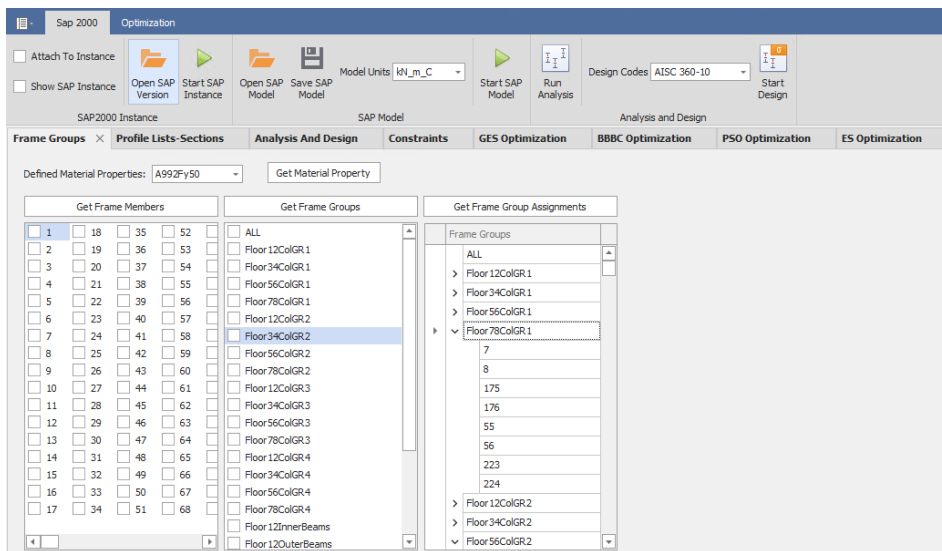 Sap 2000 Optimization
Attach To Instance
Show SAP Instance
Open SAP Version
Start SAP Instance
SAP2000 Instance
Open SAP Model
Save SAP Model
Model Units kN_m_C
Start SAP Model
SAP Model
Run Analysis
Design Codes AISC 360-10
Start Design
Analysis and Design
Frame Groups Profile Lists-Sections Analysis And Design Constraints GES Optimization BBBC Optimization PSO Optimization ES Optimization
Defined Material Properties: A992Fy50 Get Material Property
Get Frame Members
1 18 35 52
2 19 36 53
3 20 37 54
4 21 38 55
5 22 39 56
6 23 40 57
7 24 41 58
8 25 42 59
9 26 43 60
10 27 44 61
11 28 45 62
12 29 46 63
13 30 47 64
14 31 48 65
15 32 49 66
16 33 50 67
17 34 51 68
Get Frame Groups
ALL
Floor12ColGR1
Floor34ColGR1
Floor56ColGR1
Floor78ColGR1
Floor12ColGR2
Floor34ColGR2
Floor56ColGR2
Floor78ColGR2
Floor12ColGR3
Floor34ColGR3
Floor56ColGR3
Floor78ColGR3
Floor12ColGR4
Floor34ColGR4
Floor56ColGR4
Floor78ColGR4
Floor12InnerBeams
Floor12OuterBeams
Get Frame Group Assignments
Frame Groups
ALL
Floor12ColGR1
Floor34ColGR1
Floor56ColGR1
Floor78ColGR1
7
8
175
176
55
56
223
224
Floor12ColGR2
Floor34ColGR2
Floor56ColGR2